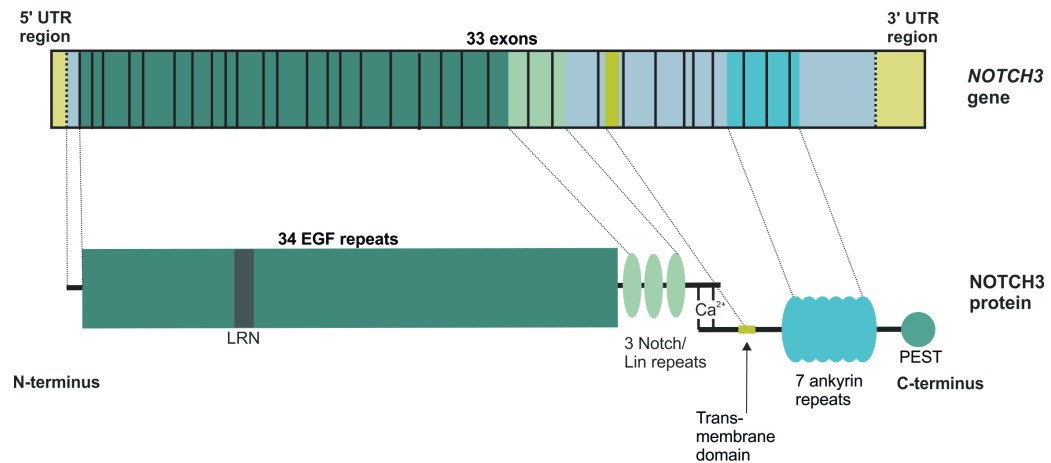 5' UTR
region
33 exons
3' UTR
region
NOTCH3
gene
34 EGF repeats
LRN
Ca2+
3 Notch/
Lin repeats
NOTCH3
protein
PEST
N-terminus
7 ankyrin
repeats
C-terminus
Trans-
membrane
domain